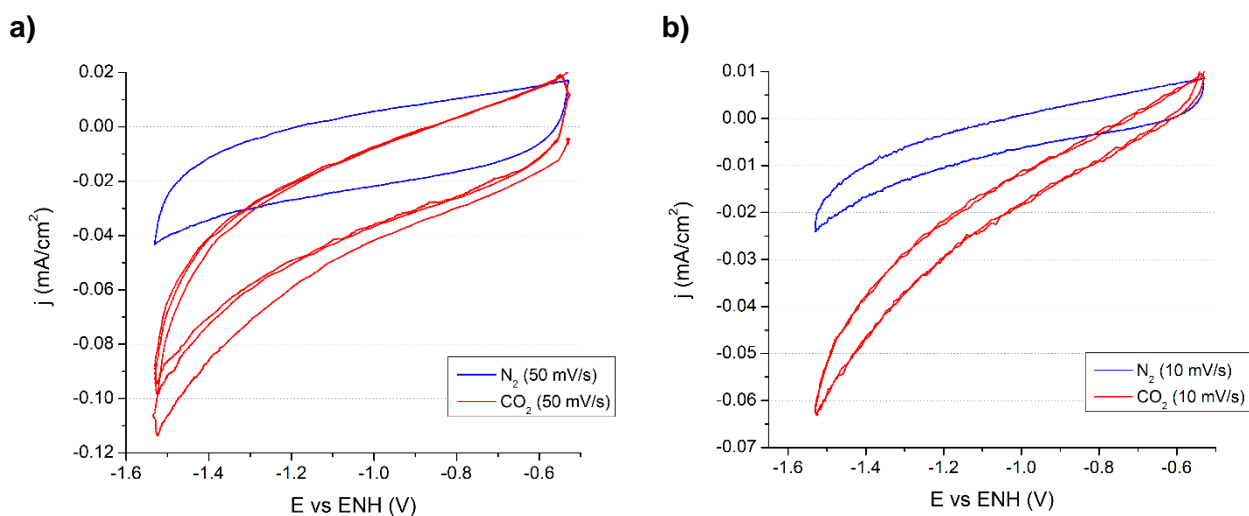 a)
0.02
0.00
-0.02
-0.04
-0.06
-0.08
-0.10
-0.12
j (mA/cm²)
-1.6 -1.4 -1.2 -1.0 -0.8 -0.6
E vs ENH (V)
N₂ (50 mV/s)
CO₂ (50 mV/s)
b)
0.01
0.00
-0.01
-0.02
-0.03
-0.04
-0.05
-0.06
-0.07
j (mA/cm²)
-1.6 -1.4 -1.2 -1.0 -0.8 -0.6
E vs ENH (V)
N₂ (10 mV/s)
CO₂ (10 mV/s)